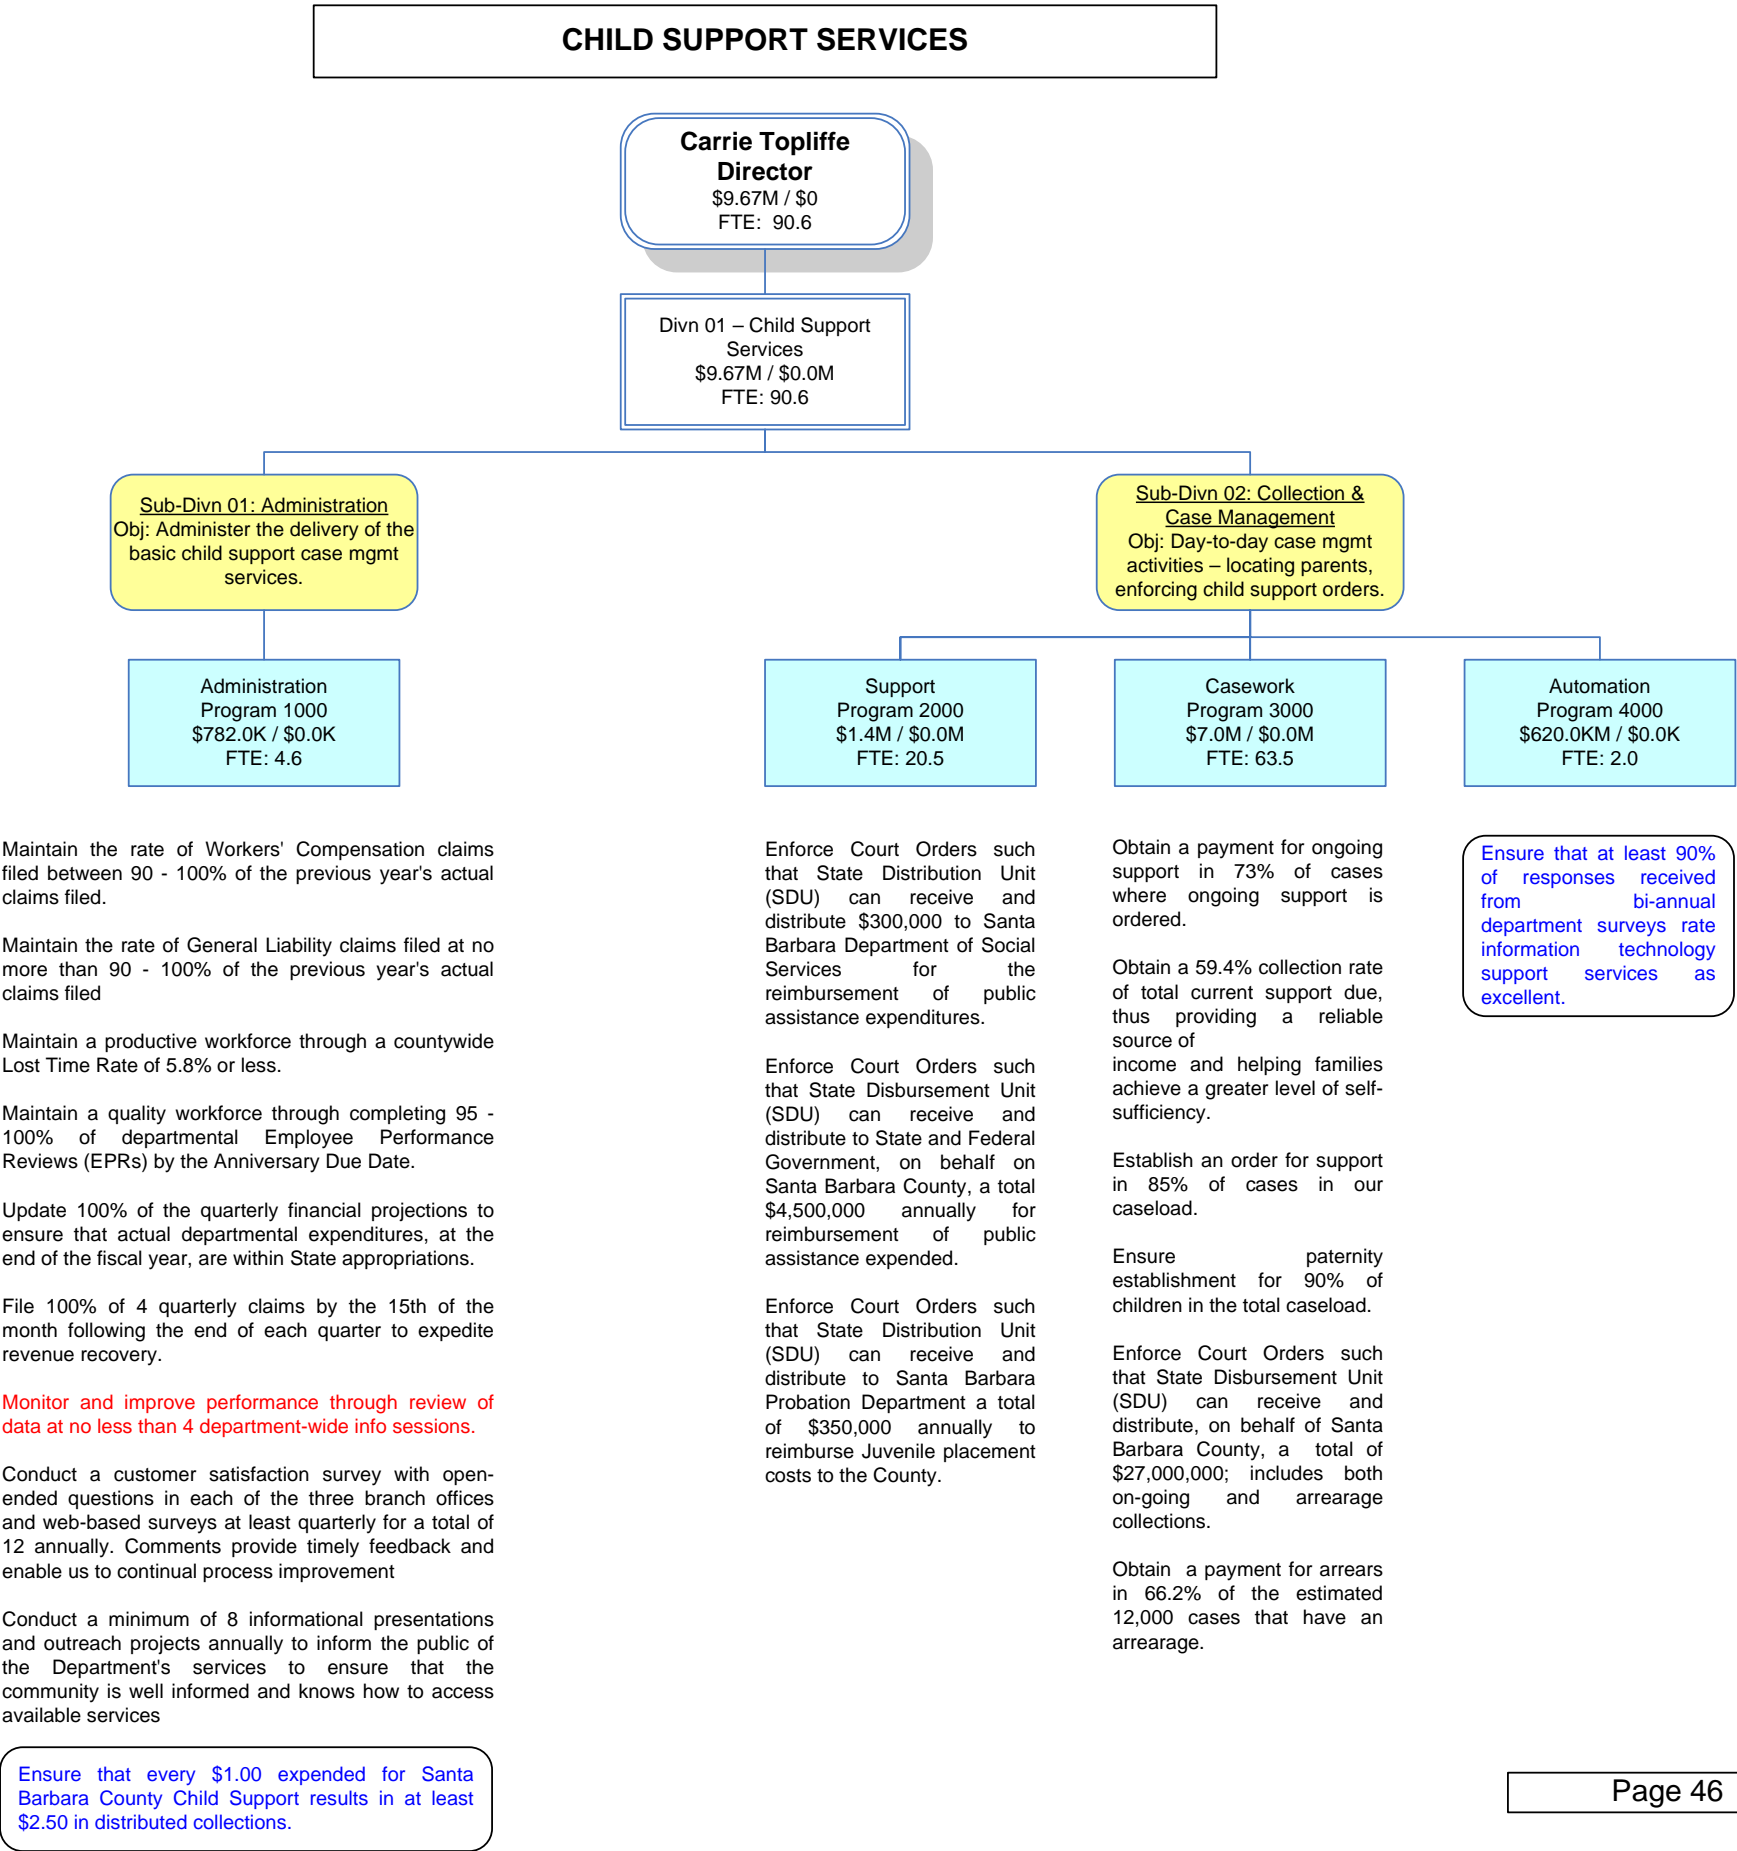 CHILD SUPPORT SERVICES
Carrie Topliffe
Director
$9.67M / $0
FTE:  90.6
Divn 01 – Child Support
Services
$9.67M / $0.0M
FTE: 90.6
Sub-Divn 01: Administration
Obj: Administer the delivery of the
basic child support case mgmt
services.
Sub-Divn 02: Collection &
Case Management
Obj: Day-to-day case mgmt
activities – locating parents,
enforcing child support orders.
Administration
Program 1000
$782.0K / $0.0K
FTE: 4.6
Support
Program 2000
$1.4M / $0.0M
FTE: 20.5
Casework
Program 3000
$7.0M / $0.0M
FTE: 63.5
Automation
Program 4000
$620.0KM / $0.0K
FTE: 2.0
Maintain the rate of Workers' Compensation claims
filed between 90 - 100% of the previous year's actual
claims filed.
Maintain the rate of General Liability claims filed at no
more than 90 - 100% of the previous year's actual
claims filed
Maintain a productive workforce through a countywide
Lost Time Rate of 5.8% or less.
Maintain a quality workforce through completing 95 -
100% of departmental Employee Performance
Reviews (EPRs) by the Anniversary Due Date.
Update 100% of the quarterly financial projections to
ensure that actual departmental expenditures, at the
end of the fiscal year, are within State appropriations.
File 100% of 4 quarterly claims by the 15th of the
month following the end of each quarter to expedite
revenue recovery.
Monitor and improve performance through review of
data at no less than 4 department-wide info sessions.
Conduct a customer satisfaction survey with open-
ended questions in each of the three branch offices
and web-based surveys at least quarterly for a total of
12 annually. Comments provide timely feedback and
enable us to continual process improvement
Conduct a minimum of 8 informational presentations
and outreach projects annually to inform the public of
the Department's services to ensure that the
community is well informed and knows how to access
available services
Ensure that every $1.00 expended for Santa
Barbara County Child Support results in at least
$2.50 in distributed collections.
Enforce Court Orders such
that State Distribution Unit
(SDU) can receive and
distribute $300,000 to Santa
Barbara Department of Social
Services for the
reimbursement of public
assistance expenditures.
Enforce Court Orders such
that State Disbursement Unit
(SDU) can receive and
distribute to State and Federal
Government, on behalf on
Santa Barbara County, a total
$4,500,000 annually for
reimbursement of public
assistance expended.
Enforce Court Orders such
that State Distribution Unit
(SDU) can receive and
distribute to Santa Barbara
Probation Department a total
of $350,000 annually to
reimburse Juvenile placement
costs to the County.
Obtain a payment for ongoing
support in 73% of cases
where ongoing support is
ordered.
Obtain a 59.4% collection rate
of total current support due,
thus providing a reliable
source of
income and helping families
achieve a greater level of self-
sufficiency.
Establish an order for support
in 85% of cases in our
caseload.
Ensure paternity
establishment for 90% of
children in the total caseload.
Enforce Court Orders such
that State Disbursement Unit
(SDU) can receive and
distribute, on behalf of Santa
Barbara County, a  total of
$27,000,000; includes both
on-going and arrearage
collections.
Obtain  a payment for arrears
in 66.2% of the estimated
12,000 cases that have an
arrearage.
Ensure that at least 90%
of responses received
from bi-annual
department surveys rate
information technology
support services as
excellent.
Page 46